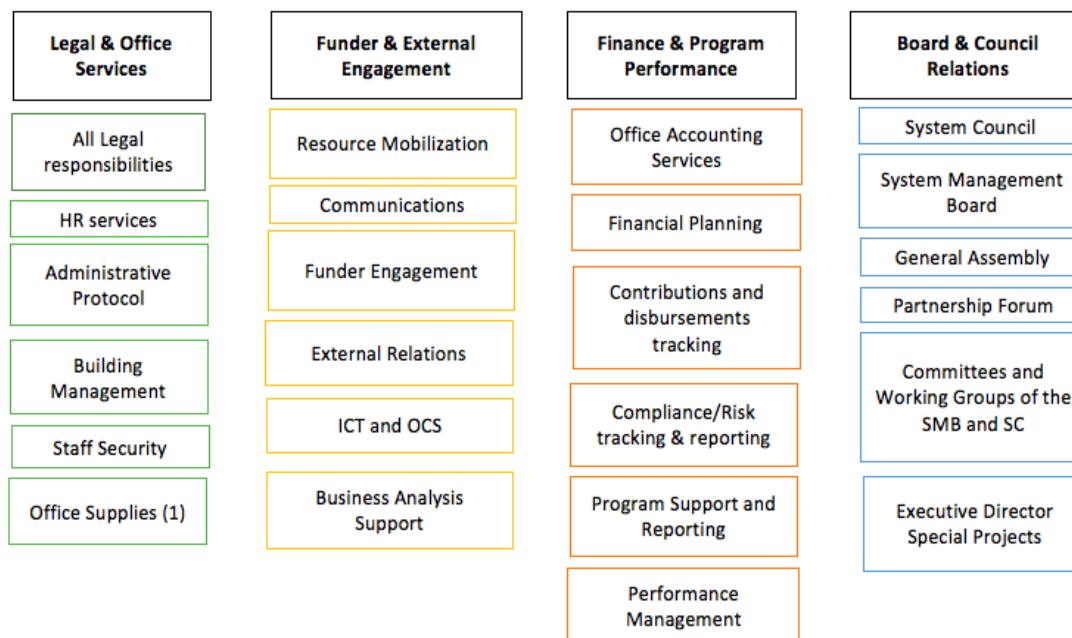 Legal & Office
Services
All Legal
responsibilities
HR services
Administrative
Protocol
Building
Management
Staff Security
Office Supplies (1)
Funder & External
Engagement
Resource Mobilization
Communications
Funder Engagement
External Relations
ICT and OCS
Business Analysis
Support
Finance & Program
Performance
Office Accounting
Services
Financial Planning
Contributions and
disbursements
tracking
Compliance/Risk
tracking & reporting
Program Support and
Reporting
Performance
Management
Board & Council
Relations
System Council
System Management
Board
General Assembly
Partnership Forum
Committees and
Working Groups of the
SMB and SC
Executive Director
Special Projects